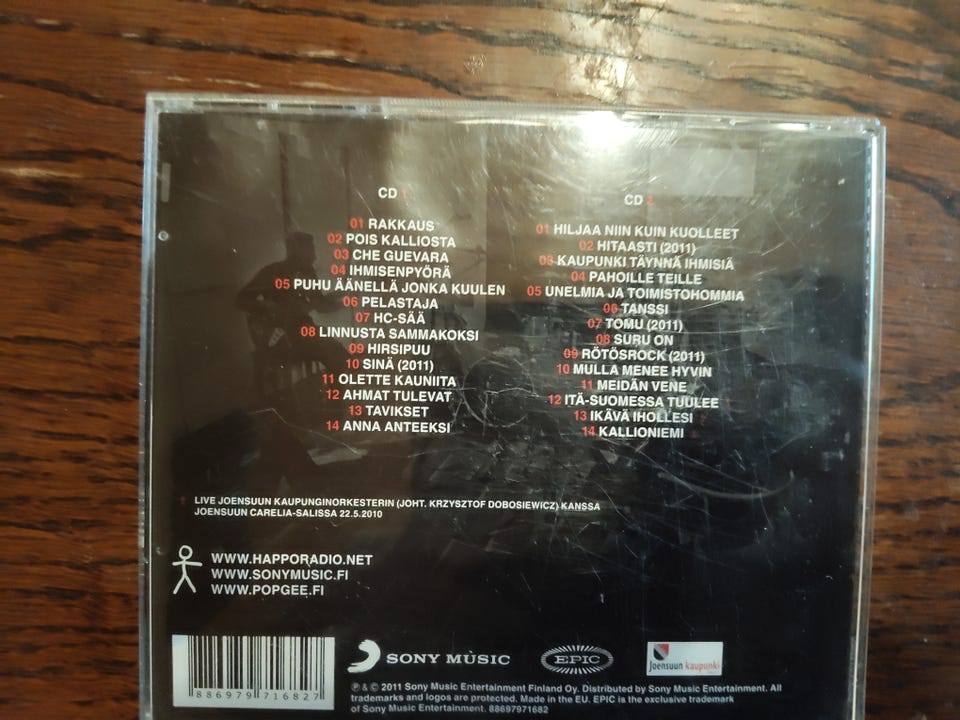 CD 1
01 RAKKAUS
02 POIS KALLIOSTA
03 CHE GUEVARA
04 IHMISENPYÖRÄ
05 PUHU ÄÄNELLÄ JONKA KUULEN
06 PELASTAJA
07 HC-SÄÄ
08 LINNUSTA SAMMAKOKSI
09 HIRSIPUU
10 SINÄ (2011)
11 OLETTE KAUNIITA
12 AHMAT TULEVAT
13 TAVIKSET
14 ANNA ANTEEKSI
CD 2
01 HILJAA NIIN KUIN KUOLLEET
02 HITAASTI (2011)
03 KAUPUNKI TÄYNNÄ IHMISIÄ
04 PAHOILLE TEILLE
05 UNELMIA JA TOIMISTOHOMMIA
06 TANSSI
07 TOMU (2011)
08 SURU ON
09 RÖTÖSROCK (2011)
10 MULLA MENEE HYVIN
11 MEIDÄN VENE
12 ITÄ-SUOMESSA TUULEE
13 IKÄVÄ IHOLLESI
14 KALLIONIEMI
LIVE JOENSUUN KAUPUNGINORKESTERIN (JOHT. KRZYSZTOF DOBOSIEWICZ) KANSSA
JOENSUUN CARELIA-SALISSA 22.5.2010
WWW.HAPPORADIO.NET
WWW.SONYMUSIC.FI
WWW.POPGEE.FI
8 86979 71682 7
SONY MUSIC
EPIC
Joensuun kaupunki
℗ & © 2011 Sony Music Entertainment Finland Oy. Distributed by Sony Music Entertainment. All
trademarks and logos are protected. Made in the EU. EPIC is the exclusive trademark
of Sony Music Entertainment. 88697971682